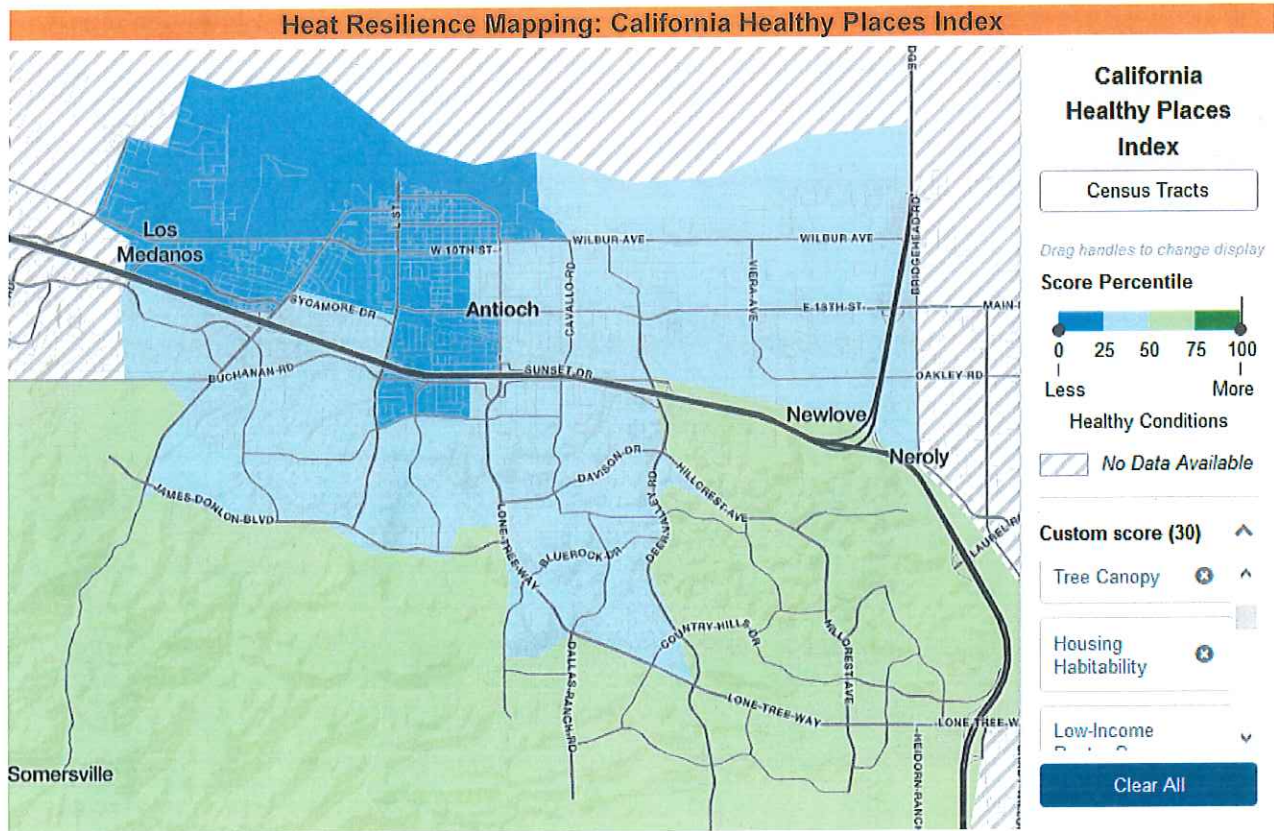 Heat Resilience Mapping: California Healthy Places Index
California
Healthy Places
Index
Census Tracts
Drag handles to change display
Score Percentile
0 25 50 75 100
Less More
Healthy Conditions
No Data Available
Custom score (30)
Tree Canopy
Housing
Habitability
Low-Income
Clear All
Los
Medanos
L ST
W 10TH ST
WILBUR AVE
WILBUR AVE
BRIDGEHEAD RD
DGE
SYCAMORE DR
Antioch
CAVALLO RD
VIERA AVE
E 18TH ST
MAIN
BUCHANAN RD
SUNSET DR
OAKLEY RD
Newlove
Neroly
DAVISON DR
HILLCREST AVE
JAMES DONLON BLVD
LONE TREE WAY
BLUEROCK DR
DEER VALLEY RD
LAUREL R
COUNTRY HILLS DR
HILLCREST AVE
DALLAS RANCH RD
LONE TREE WAY
LONE TREE W
HEIDORN RANCH
Somersville